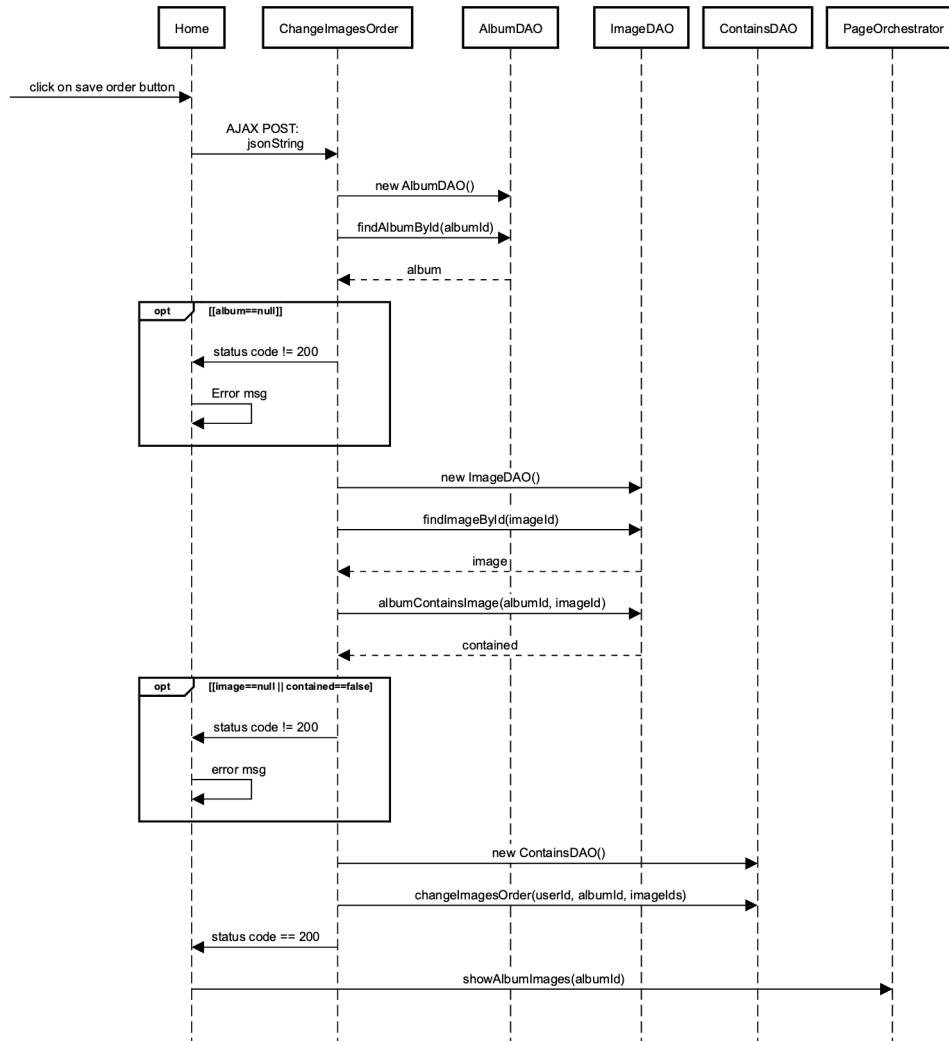 Home
ChangeImagesOrder
AlbumDAO
ImageDAO
ContainsDAO
PageOrchestrator
click on save order button
AJAX POST:
jsonString
new AlbumDAO()
findAlbumById(albumId)
album
opt
[[album==null]]
status code != 200
Error msg
new ImageDAO()
findImageById(imageId)
image
albumContainsImage(albumId, imageId)
contained
opt
[[image==null || contained==false]
status code != 200
error msg
new ContainsDAO()
changeImagesOrder(userId, albumId, imageIds)
status code == 200
showAlbumImages(albumId)